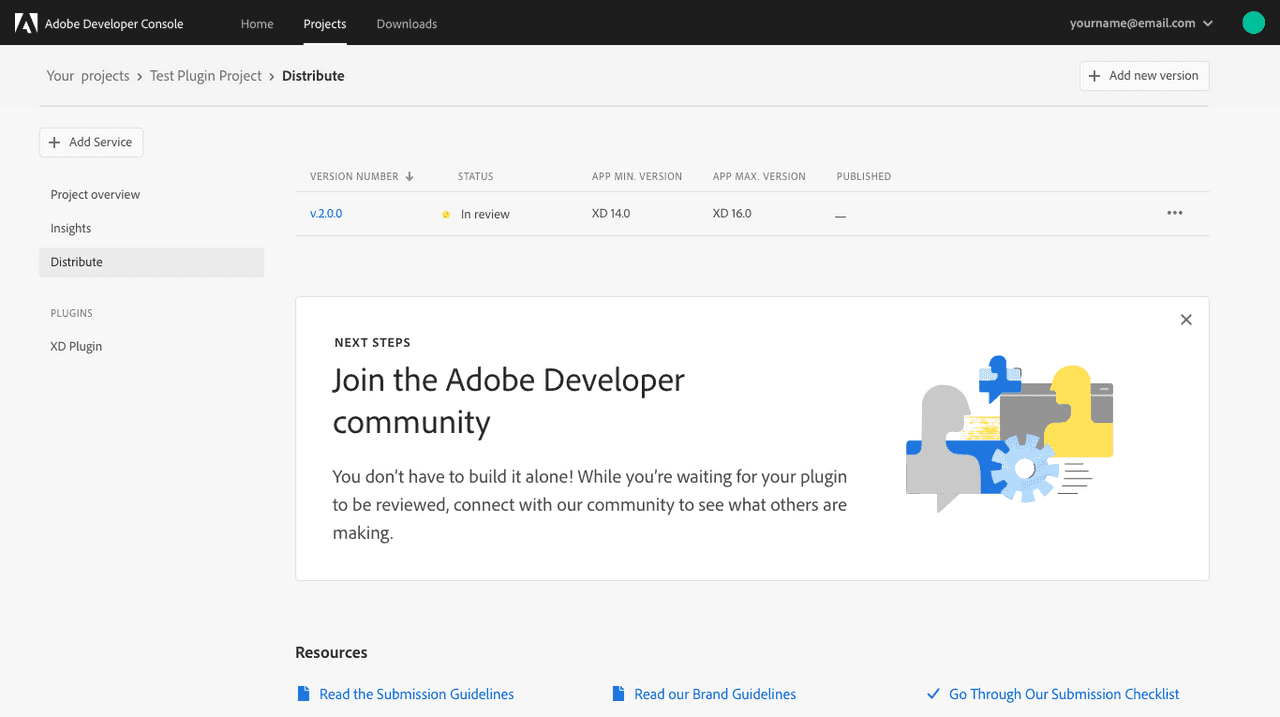 Adobe Developer Console Home Projects Downloads yourname@email.com
Your projects › Test Plugin Project › Distribute + Add new version
+ Add Service
Project overview
Insights
Distribute
PLUGINS
XD Plugin
VERSION NUMBER ↓ STATUS APP MIN. VERSION APP MAX. VERSION PUBLISHED
v.2.0.0 In review XD 14.0 XD 16.0 —
NEXT STEPS
Join the Adobe Developer
community
You don’t have to build it alone! While you’re waiting for your plugin
to be reviewed, connect with our community to see what others are
making.
Resources
Read the Submission Guidelines Read our Brand Guidelines Go Through Our Submission Checklist